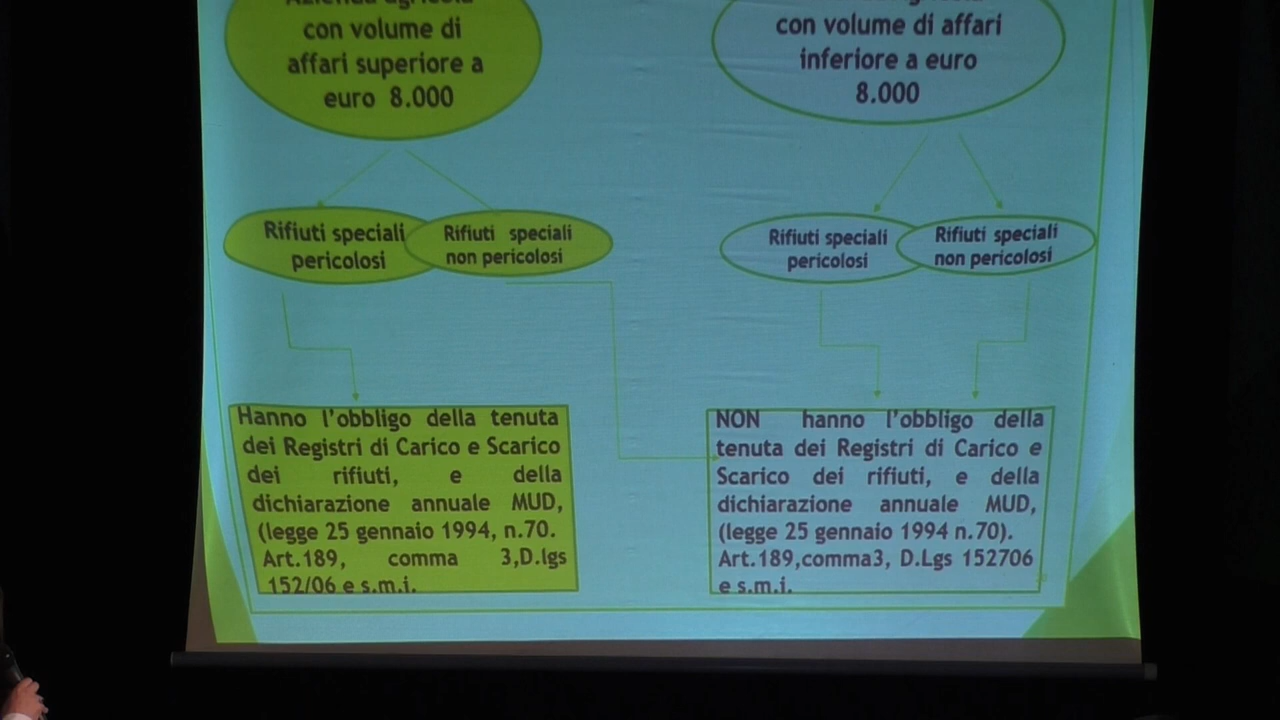 Azienda agricola
con volume di
affari superiore a
euro 8.000
con volume di affari
inferiore a euro
8.000
Rifiuti speciali
pericolosi
Rifiuti speciali
non pericolosi
Rifiuti speciali
pericolosi
Rifiuti speciali
non pericolosi
Hanno l'obbligo della tenuta
dei Registri di Carico e Scarico
dei rifiuti, e della
dichiarazione annuale MUD,
(legge 25 gennaio 1994, n.70.
Art.189, comma 3,D.lgs
152/06 e s.m.i.
NON hanno l'obbligo della
tenuta dei Registri di Carico e
Scarico dei rifiuti, e della
dichiarazione annuale MUD,
(legge 25 gennaio 1994 n.70).
Art.189,comma3, D.Lgs 152706
e s.m.i.